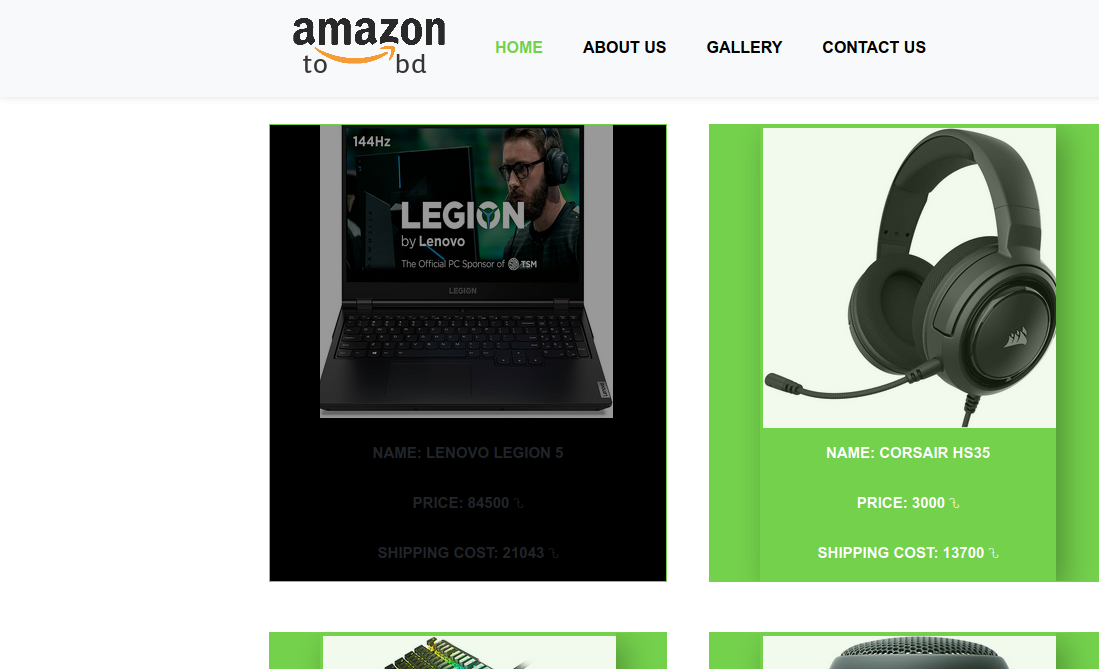 amazon
to bd
HOME
ABOUT US
GALLERY
CONTACT US
144Hz
LEGION
by Lenovo
The Official PC Sponsor of TSM
LEGION
NAME: LENOVO LEGION 5
PRICE: 84500 ৳
SHIPPING COST: 21043 ৳
NAME: CORSAIR HS35
PRICE: 3000 ৳
SHIPPING COST: 13700 ৳